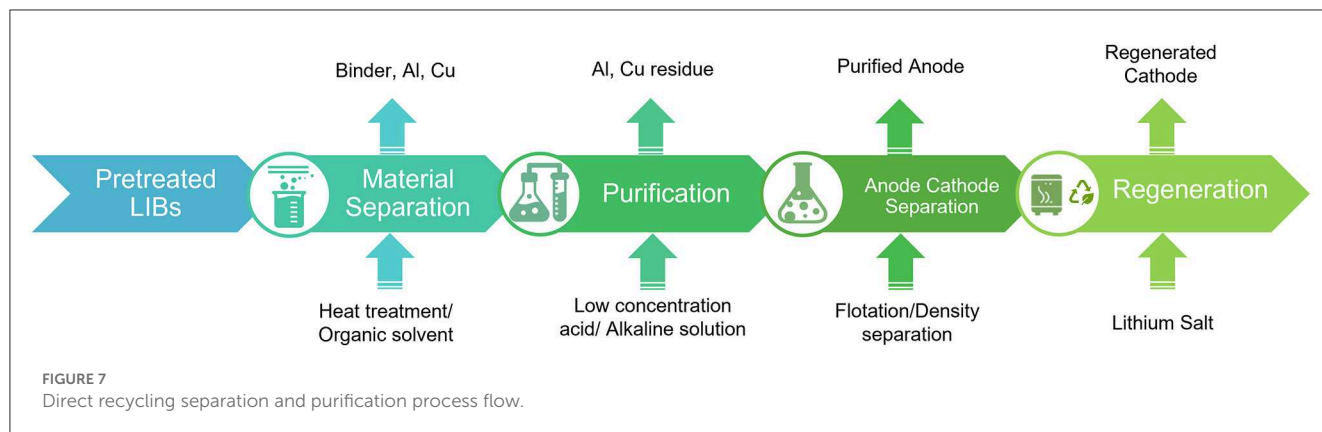 Binder, Al, Cu
Al, Cu residue
Purified Anode
Regenerated
Cathode
Pretreated
LIBs
Material
Separation
Purification
Anode Cathode
Separation
Regeneration
Heat treatment/
Organic solvent
Low concentration
acid/ Alkaline solution
Flotation/Density
separation
Lithium Salt
FIGURE 7
Direct recycling separation and purification process flow.